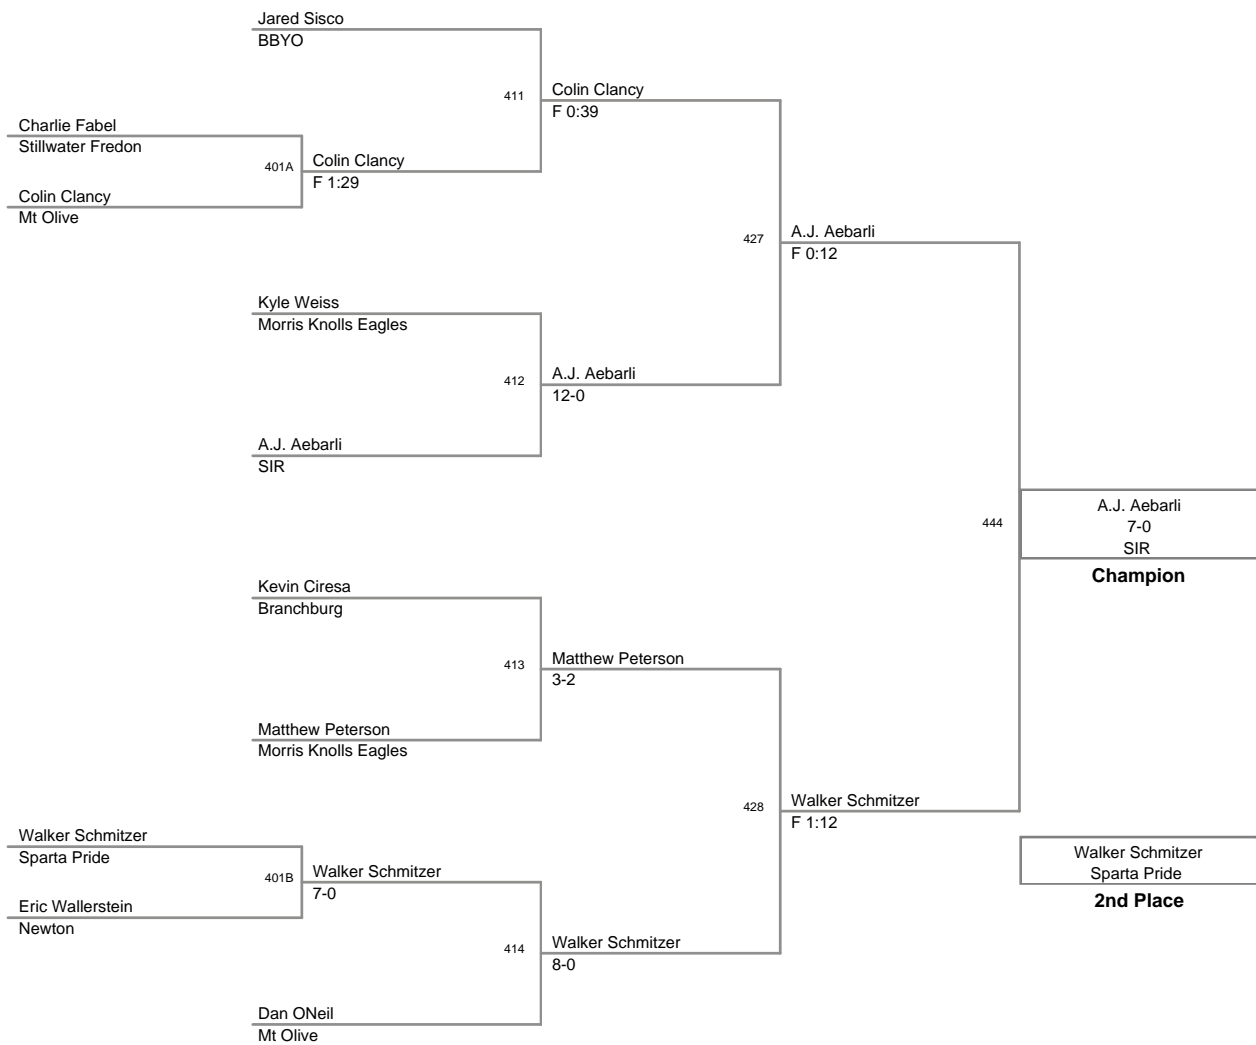 Jared Sisco
BBYO
411
Colin Clancy
F 0:39
Charlie Fabel
Stillwater Fredon
401A
Colin Clancy
F 1:29
Colin Clancy
Mt Olive
427
A.J. Aebarli
F 0:12
Kyle Weiss
Morris Knolls Eagles
412
A.J. Aebarli
12-0
A.J. Aebarli
SIR
444
A.J. Aebarli
7-0
SIR
Champion
Kevin Ciresa
Branchburg
413
Matthew Peterson
3-2
Matthew Peterson
Morris Knolls Eagles
428
Walker Schmitzer
F 1:12
Walker Schmitzer
Sparta Pride
401B
Walker Schmitzer
7-0
Eric Wallerstein
Newton
Walker Schmitzer
Sparta Pride
2nd Place
414
Walker Schmitzer
8-0
Dan ONeil
Mt Olive